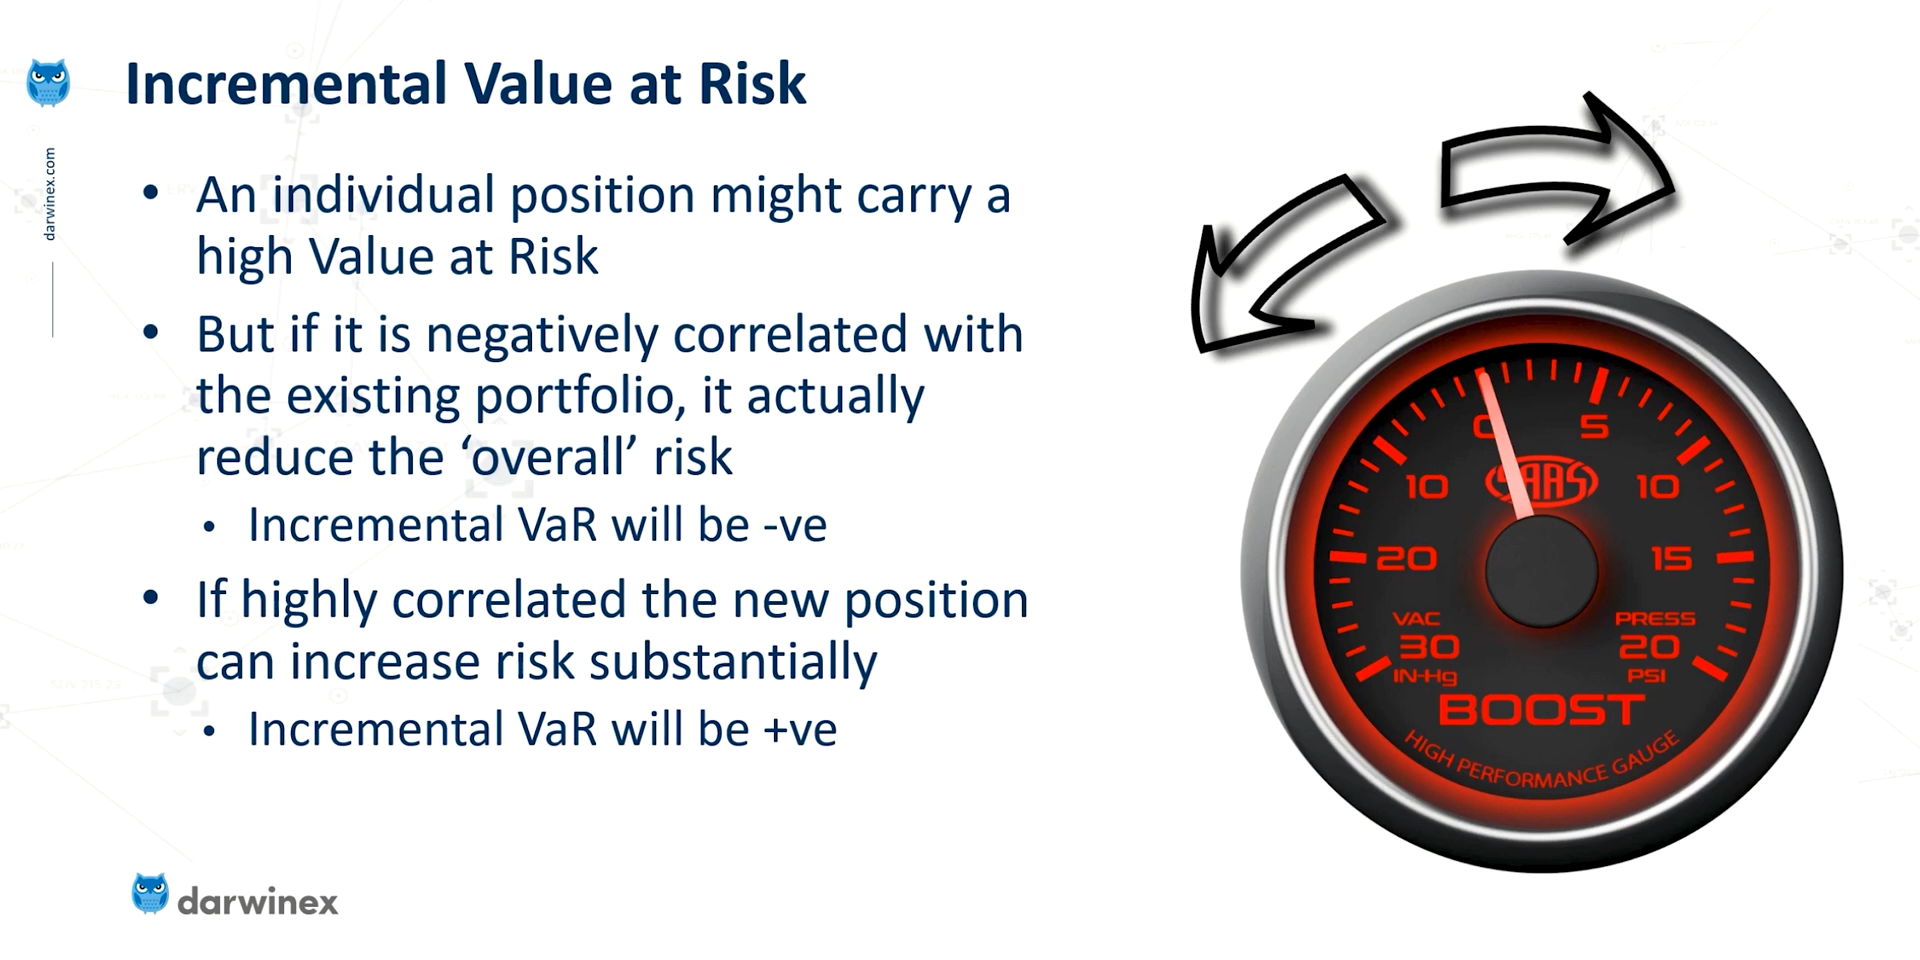 Incremental Value at Risk
darwinex.com
• An individual position might carry a
high Value at Risk
• But if it is negatively correlated with
the existing portfolio, it actually
reduce the ‘overall’ risk
• Incremental VaR will be -ve
• If highly correlated the new position
can increase risk substantially
• Incremental VaR will be +ve
0 5
10 SAAS 10
20 15
VAC PRESS
30 20
IN-Hg PSI
BOOST
HIGH PERFORMANCE GAUGE
darwinex